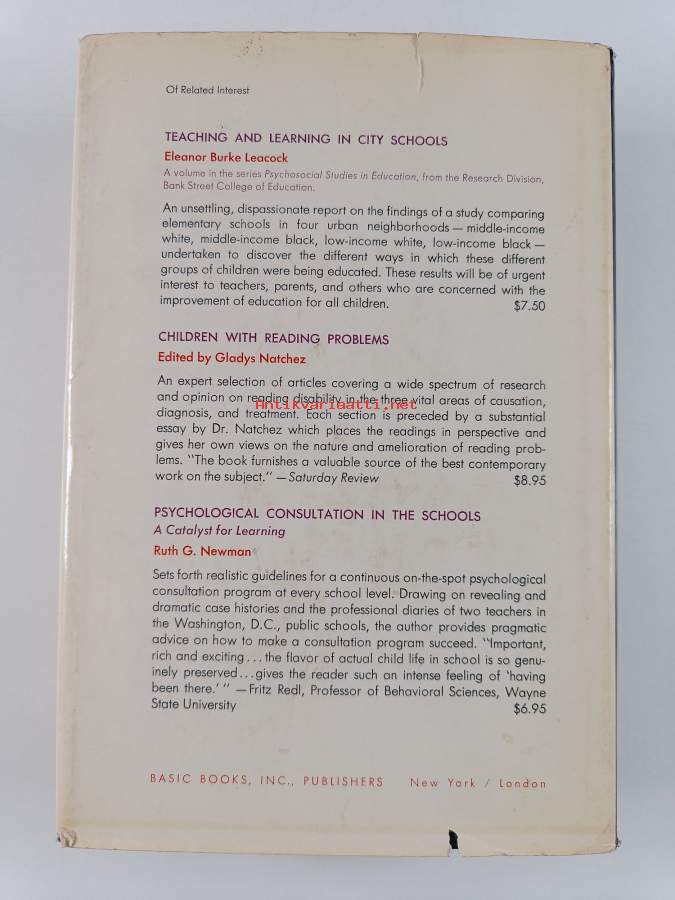 Of Related Interest
TEACHING AND LEARNING IN CITY SCHOOLS
Eleanor Burke Leacock
A volume in the series Psychosocial Studies in Education, from the Research Division,
Bank Street College of Education.
An unsettling, dispassionate report on the findings of a study comparing
elementary schools in four urban neighborhoods — middle-income
white, middle-income black, low-income white, low-income black —
undertaken to discover the different ways in which these different
groups of children were being educated. These results will be of urgent
interest to teachers, parents, and others who are concerned with the
improvement of education for all children. $7.50
CHILDREN WITH READING PROBLEMS
Edited by Gladys Natchez
An expert selection of articles covering a wide spectrum of research
and opinion on reading disability in the three vital areas of causation,
Antikvariaatti.net
diagnosis, and treatment. Each section is preceded by a substantial
essay by Dr. Natchez which places the readings in perspective and
gives her own views on the nature and amelioration of reading prob-
lems. "The book furnishes a valuable source of the best contemporary
work on the subject." — Saturday Review $8.95
PSYCHOLOGICAL CONSULTATION IN THE SCHOOLS
A Catalyst for Learning
Ruth G. Newman
Sets forth realistic guidelines for a continuous on-the-spot psychological
consultation program at every school level. Drawing on revealing and
dramatic case histories and the professional diaries of two teachers in
the Washington, D.C., public schools, the author provides pragmatic
advice on how to make a consultation program succeed. "Important,
rich and exciting . . . the flavor of actual child life in school is so genu-
inely preserved . . . gives the reader such an intense feeling of 'having
been there.' " — Fritz Redl, Professor of Behavioral Sciences, Wayne
State University $6.95
BASIC BOOKS, INC., PUBLISHERS New York / London